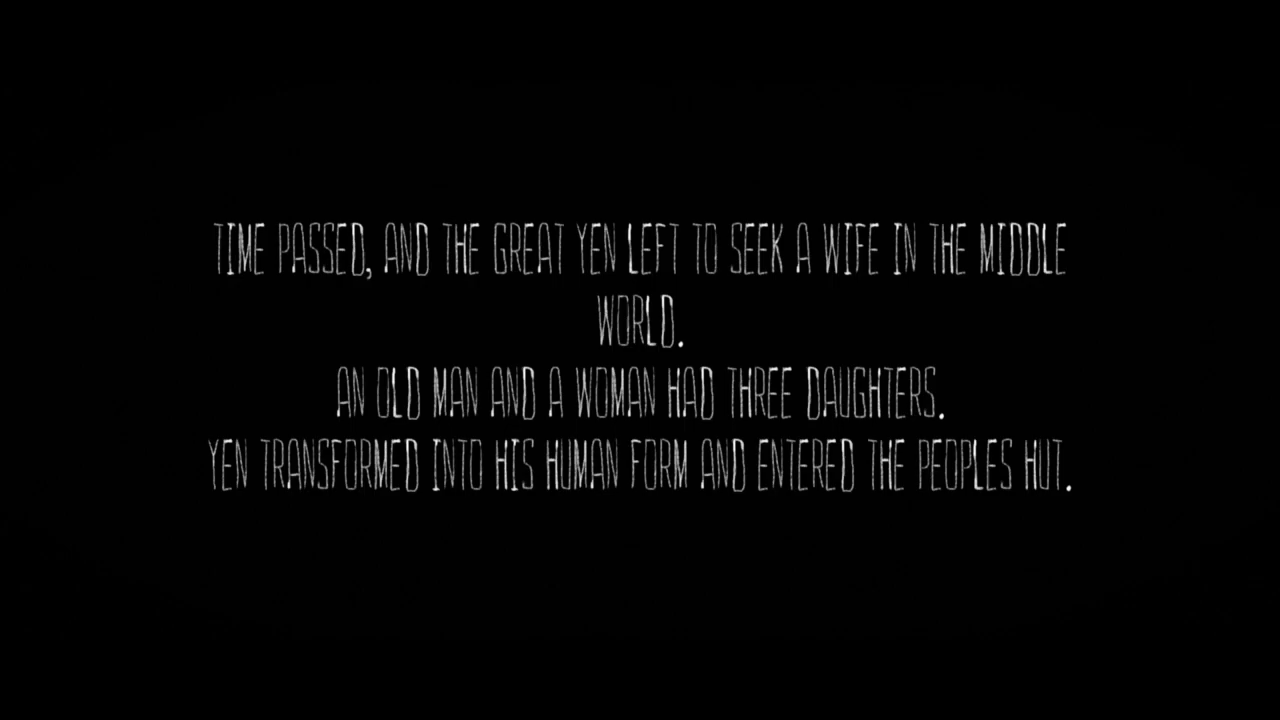 TIME PASSED, AND THE GREAT YEN LEFT TO SEEK A WIFE IN THE MIDDLE
WORLD.
AN OLD MAN AND A WOMAN HAD THREE DAUGHTERS.
YEN TRANSFORMED INTO HIS HUMAN FORM AND ENTERED THE PEOPLES HUT.